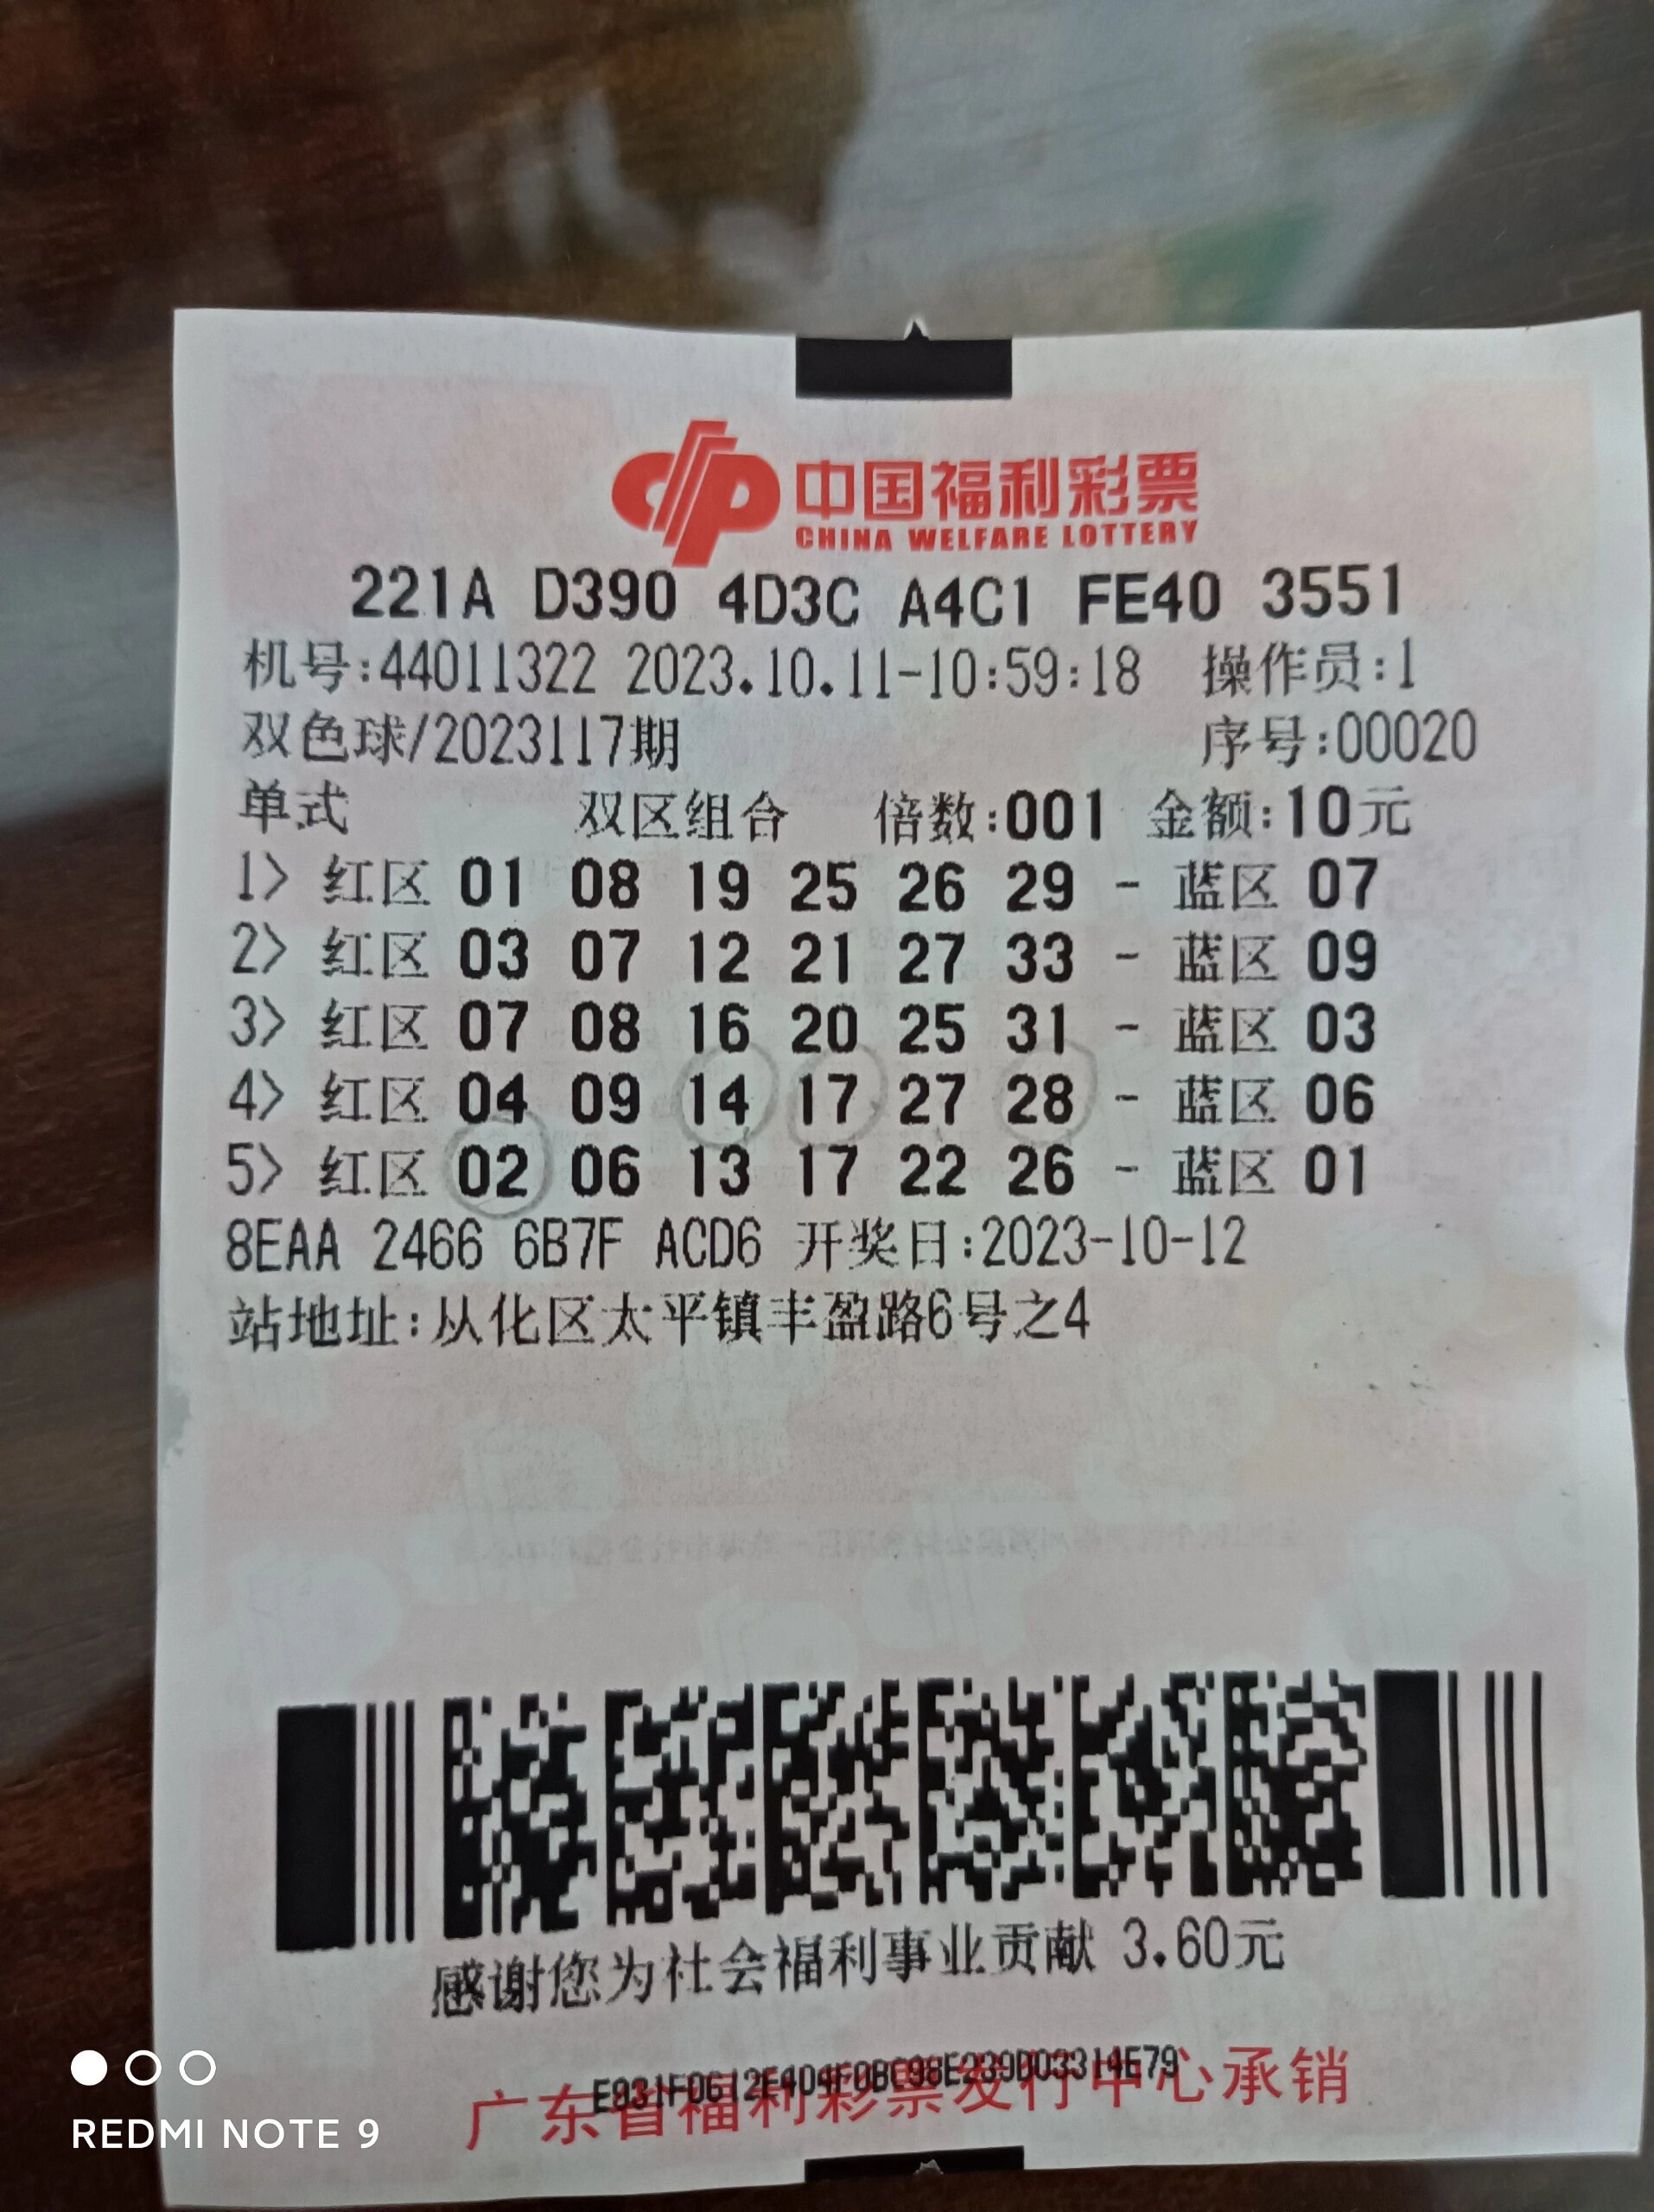 中国福利彩票
CHINA WELFARE LOTTERY
221A D390 4D3C A4C1 FE40 3551
机号:44011322 2023.10.11-10:59:18 操作员:1
双色球/2023117期 序号:00020
单式 双区组合 倍数:001 金额:10元
1> 红区 01 08 19 25 26 29 - 蓝区 07
2> 红区 03 07 12 21 27 33 - 蓝区 09
3> 红区 07 08 16 20 25 31 - 蓝区 03
4> 红区 04 09 14 17 27 28 - 蓝区 06
5> 红区 02 06 13 17 22 26 - 蓝区 01
8EAA 2466 6B7F ACD6 开奖日:2023-10-12
站地址:从化区太平镇丰盈路6号之4
感谢您为社会福利事业贡献 3.60元
广东省福利彩票发行中心承销
REDMI NOTE 9